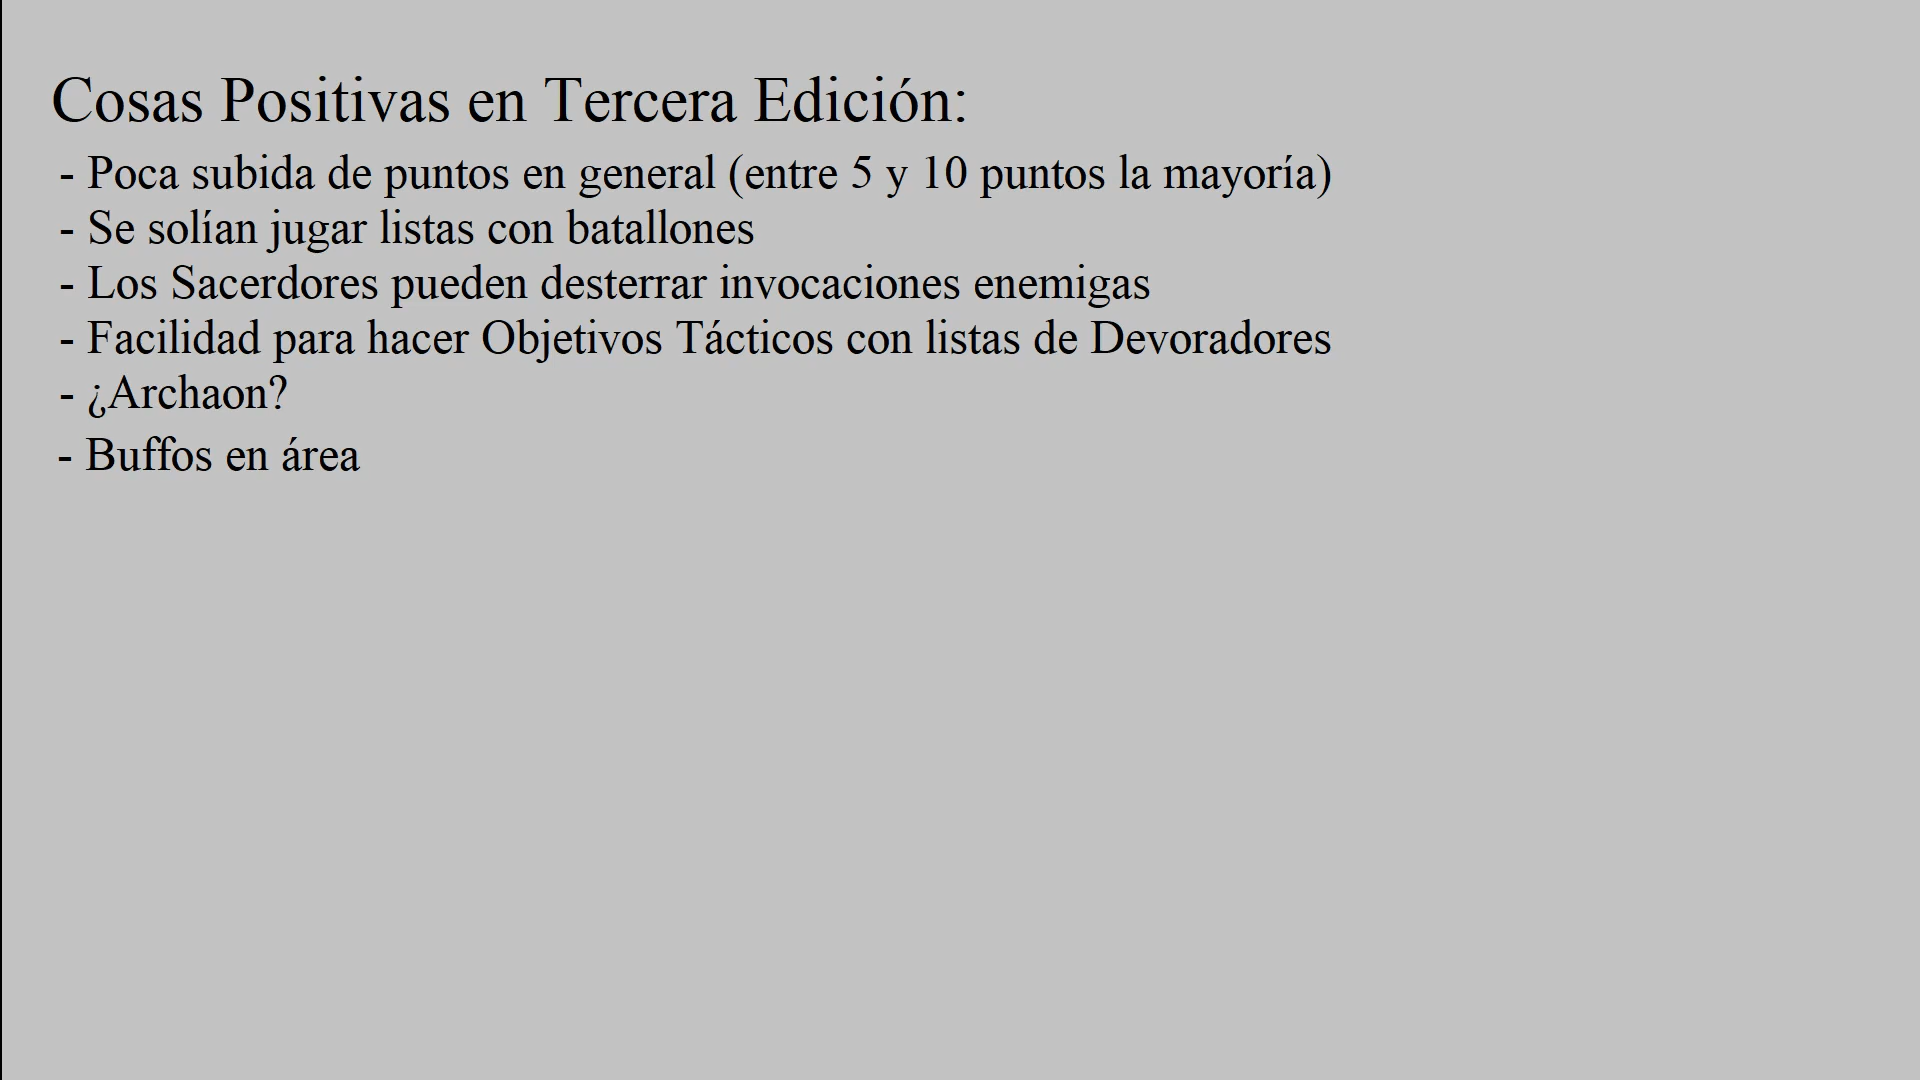 Cosas Positivas en Tercera Edición:
- Poca subida de puntos en general (entre 5 y 10 puntos la mayoría)
- Se solían jugar listas con batallones
- Los Sacerdores pueden desterrar invocaciones enemigas
- Facilidad para hacer Objetivos Tácticos con listas de Devoradores
- ¿Archaon?
- Buffos en área